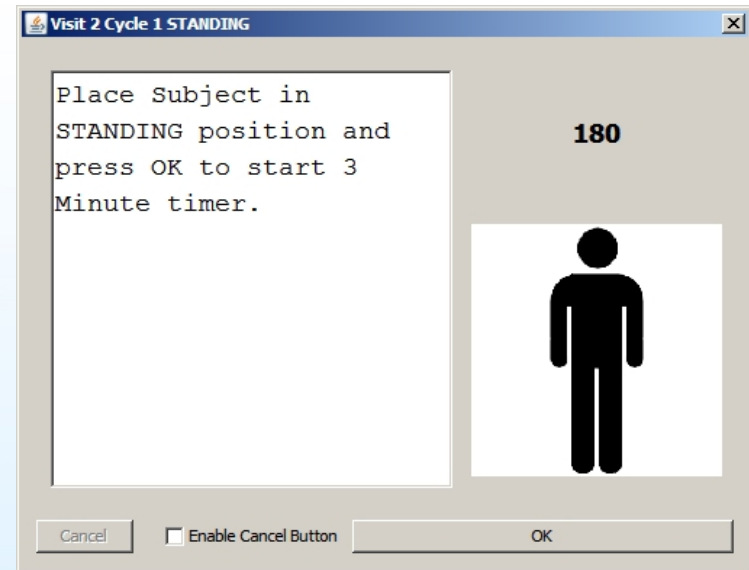 Visit 2 Cycle 1 STANDING
Place Subject in
STANDING position and
press OK to start 3
Minute timer.
180
Cancel
Enable Cancel Button
OK